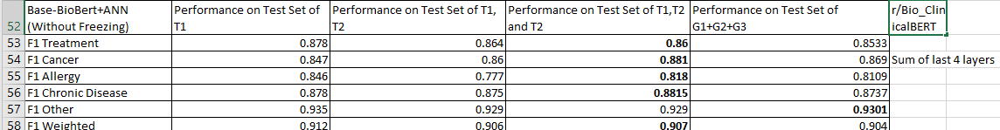 52 Base-BioBert+ANN (Without Freezing) Performance on Test Set of T1 Performance on Test Set of T1, T2 Performance on Test Set of T1,T2 and T2 Performance on Test Set of G1+G2+G3 r/Bio_ClinicalBERT
53 F1 Treatment 0.878 0.864 0.86 0.8533
54 F1 Cancer 0.847 0.86 0.881 0.869 Sum of last 4 layers
55 F1 Allergy 0.846 0.777 0.818 0.8109
56 F1 Chronic Disease 0.878 0.875 0.8815 0.8737
57 F1 Other 0.935 0.929 0.929 0.9301
58 F1 Weighted 0.912 0.906 0.907 0.904